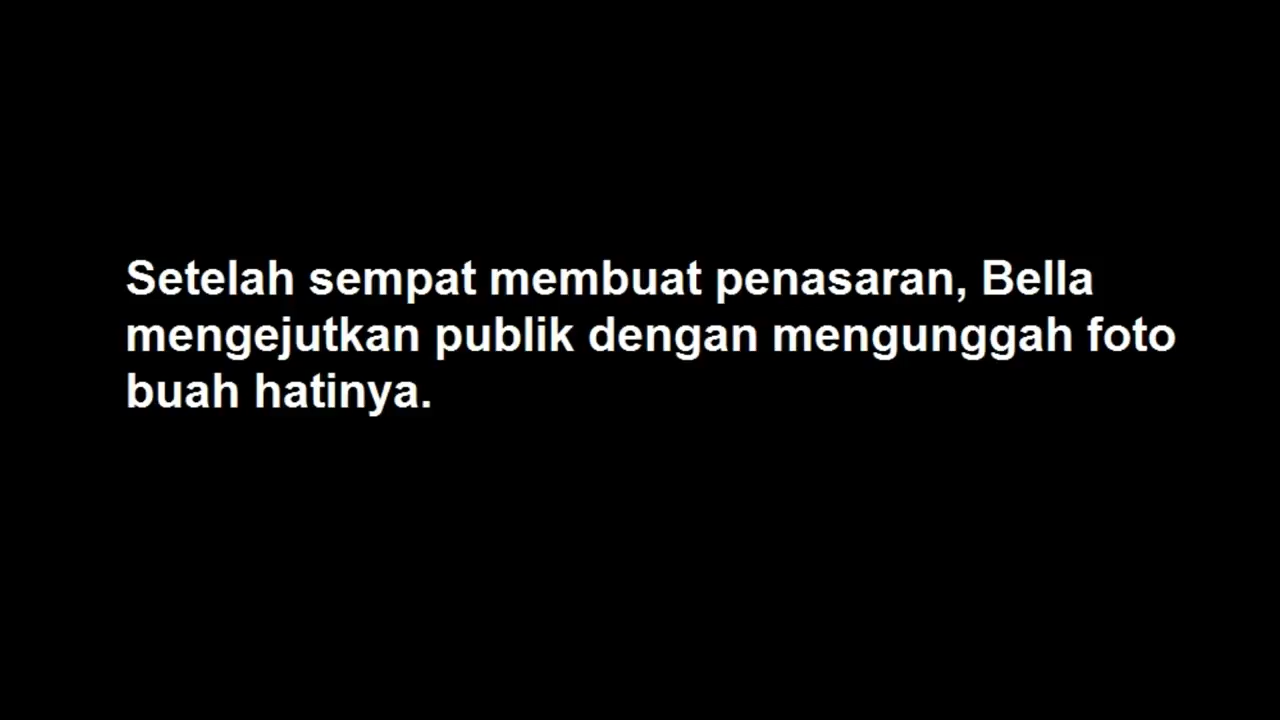 Setelah sempat membuat penasaran, Bella
mengejutkan publik dengan mengunggah foto
buah hatinya.